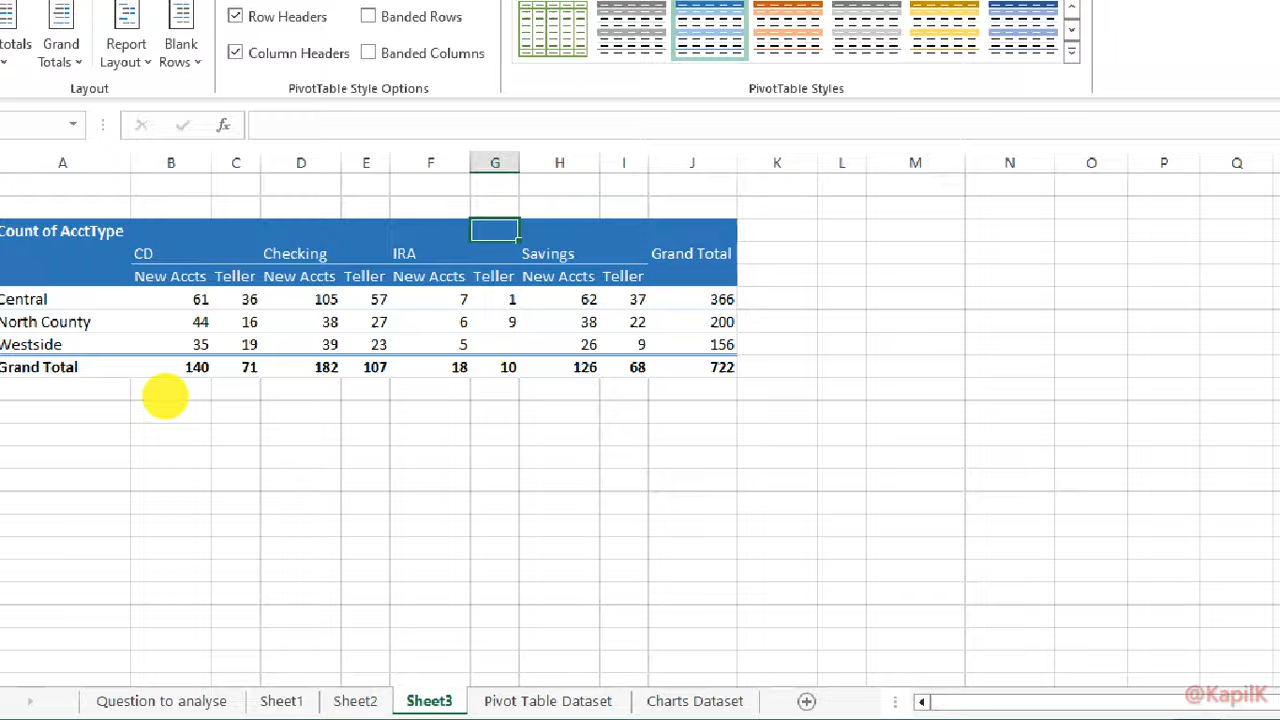 Row Headers Banded Rows
Grand Report Blank
Totals Layout Rows Column Headers Banded Columns
Layout PivotTable Style Options PivotTable Styles
fx
A B C D E F G H I J K L M N O P Q
Count of AcctType
CD Checking IRA Savings Grand Total
New Accts Teller New Accts Teller New Accts Teller New Accts Teller
Central 61 36 105 57 7 1 62 37 366
North County 44 16 38 27 6 9 38 22 200
Westside 35 19 39 23 5 26 9 156
Grand Total 140 71 182 107 18 10 126 68 722
Question to analyse Sheet1 Sheet2 Sheet3 Pivot Table Dataset Charts Dataset
@KapilK